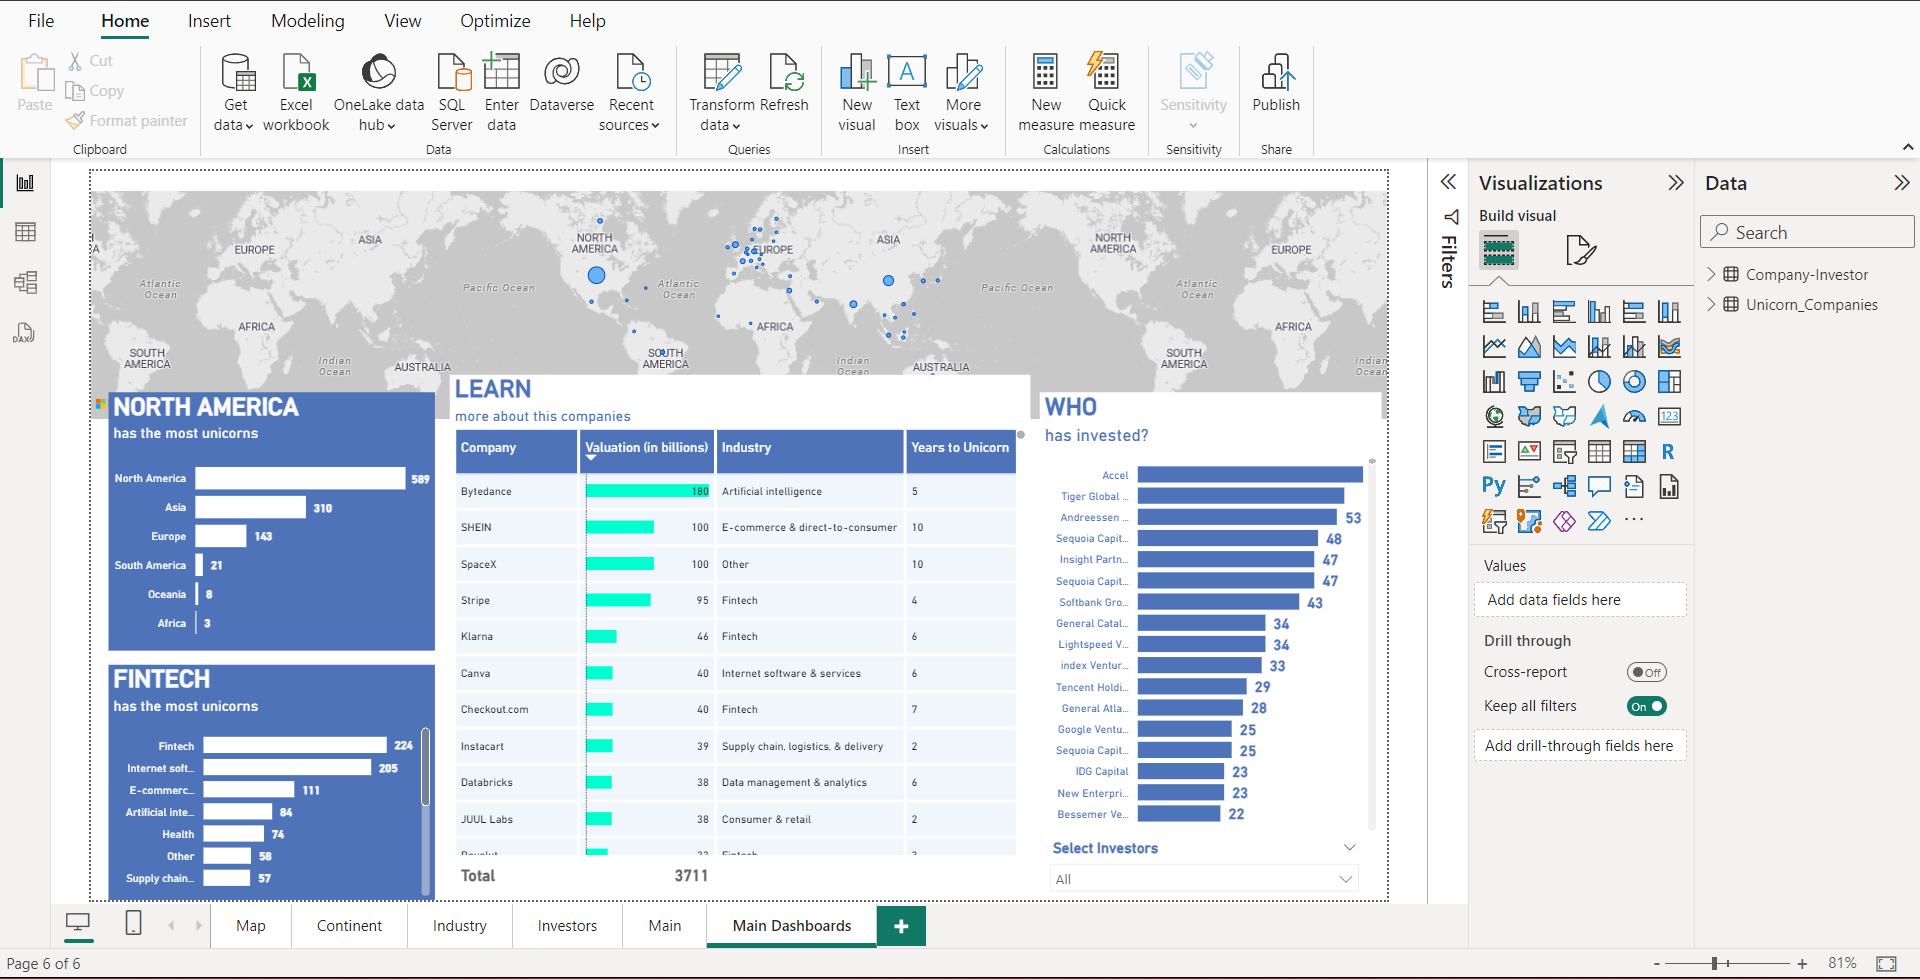 File Home Insert Modeling View Optimize Help
Paste
Cut
Copy
Format painter
Clipboard
Get data
Excel workbook
OneLake data hub
SQL Server
Enter data
Dataverse
Recent sources
Data
Transform data
Refresh
Queries
New visual
Text box
More visuals
Insert
New measure
Quick measure
Calculations
Sensitivity
Sensitivity
Publish
Share
DAX
EUROPE
ASIA
NORTH AMERICA
EUROPE
ASIA
NORTH AMERICA
EUROPE
Atlantic Ocean
Pacific Ocean
Atlantic Ocean
Pacific Ocean
Atlantic Ocean
AFRICA
AFRICA
AFRICA
SOUTH AMERICA
Indian Ocean
AUSTRALIA
SOUTH AMERICA
Indian Ocean
AUSTRALIA
SOUTH AMERICA
Indian Ocean
NORTH AMERICA
has the most unicorns
North America 589
Asia 310
Europe 143
South America 21
Oceania 8
Africa 3
FINTECH
has the most unicorns
Fintech 224
Internet soft... 205
E-commerc... 111
Artificial inte... 84
Health 74
Other 58
Supply chain... 57
LEARN
more about this companies
Company Valuation (in billions) Industry Years to Unicorn
Bytedance 180 Artificial intelligence 5
SHEIN 100 E-commerce & direct-to-consumer 10
SpaceX 100 Other 10
Stripe 95 Fintech 4
Klarna 46 Fintech 6
Canva 40 Internet software & services 6
Checkout.com 40 Fintech 7
Instacart 39 Supply chain, logistics, & delivery 2
Databricks 38 Data management & analytics 6
JUUL Labs 38 Consumer & retail 2
Total 3711
WHO
has invested?
Accel
Tiger Global ...
Andreessen ... 53
Sequoia Capit... 48
Insight Partn... 47
Sequoia Capit... 47
Softbank Gro... 43
General Catal... 34
Lightspeed V... 34
index Ventur... 33
Tencent Holdi... 29
General Atla... 28
Google Ventu... 25
Sequoia Capit... 25
IDG Capital 23
New Enterpri... 23
Bessemer Ve... 22
Select Investors
All
Filters
Visualizations
Build visual
123
R
Py
...
Values
Add data fields here
Drill through
Cross-report Off
Keep all filters On
Add drill-through fields here
Data
Search
Company-Investor
Unicorn_Companies
Map Continent Industry Investors Main Main Dashboards +
Page 6 of 6
- + 81%